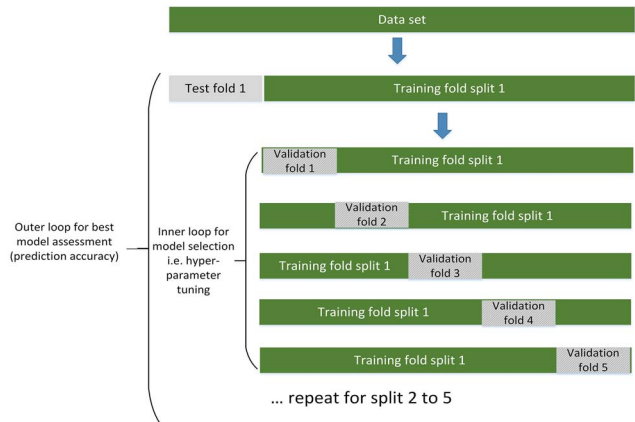 Data set
Test fold 1
Training fold split 1
Validation
fold 1
Training fold split 1
Validation
fold 2
Training fold split 1
Outer loop for best
model assessment
(prediction accuracy)
Inner loop for
model selection
i.e. hyper-
parameter
tuning
Training fold split 1
Validation
fold 3
Training fold split 1
Validation
fold 4
Training fold split 1
Validation
fold 5
... repeat for split 2 to 5